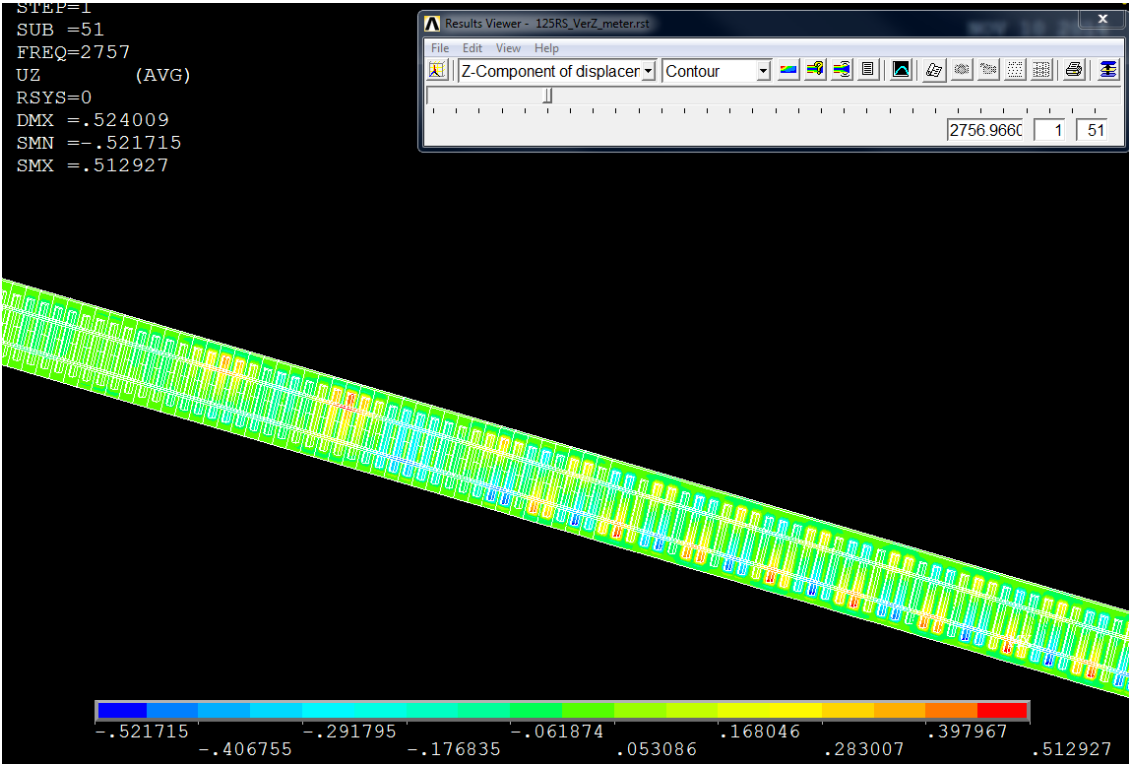 STEP=1
SUB =51
FREQ=2757
UZ (AVG)
RSYS=0
DMX =.524009
SMN =-.521715
SMX =.512927
Results Viewer - 125RS_VerZ_meter.rst
File Edit View Help
Z-Component of displacer Contour
2756.966 1 51
-.521715 -.291795 -.061874 .168046 .397967
-.406755 -.176835 .053086 .283007 .512927